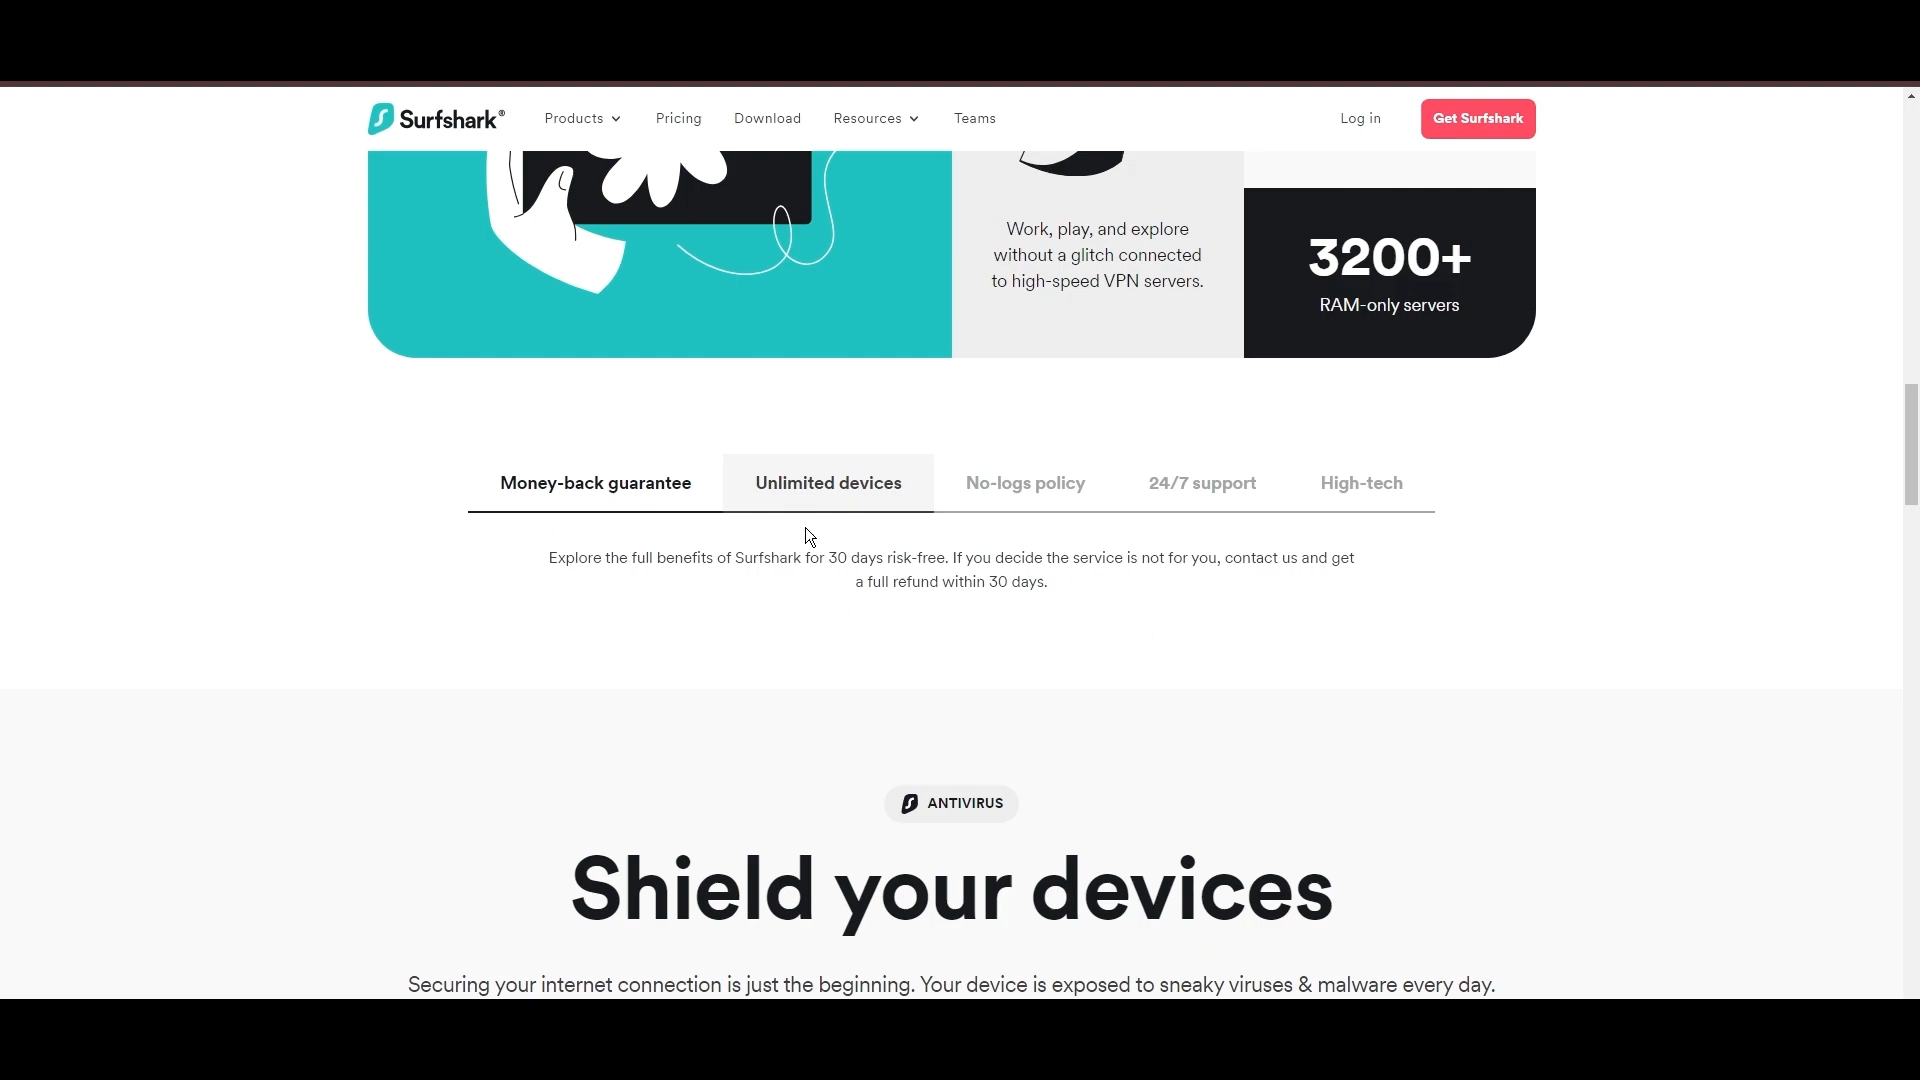 Surfshark®
Products
Pricing
Download
Resources
Teams
Log in
Get Surfshark
Work, play, and explore
without a glitch connected
to high-speed VPN servers.
3200+
RAM-only servers
Money-back guarantee
Unlimited devices
No-logs policy
24/7 support
High-tech
Explore the full benefits of Surfshark for 30 days risk-free. If you decide the service is not for you, contact us and get
a full refund within 30 days.
ANTIVIRUS
Shield your devices
Securing your internet connection is just the beginning. Your device is exposed to sneaky viruses & malware every day.